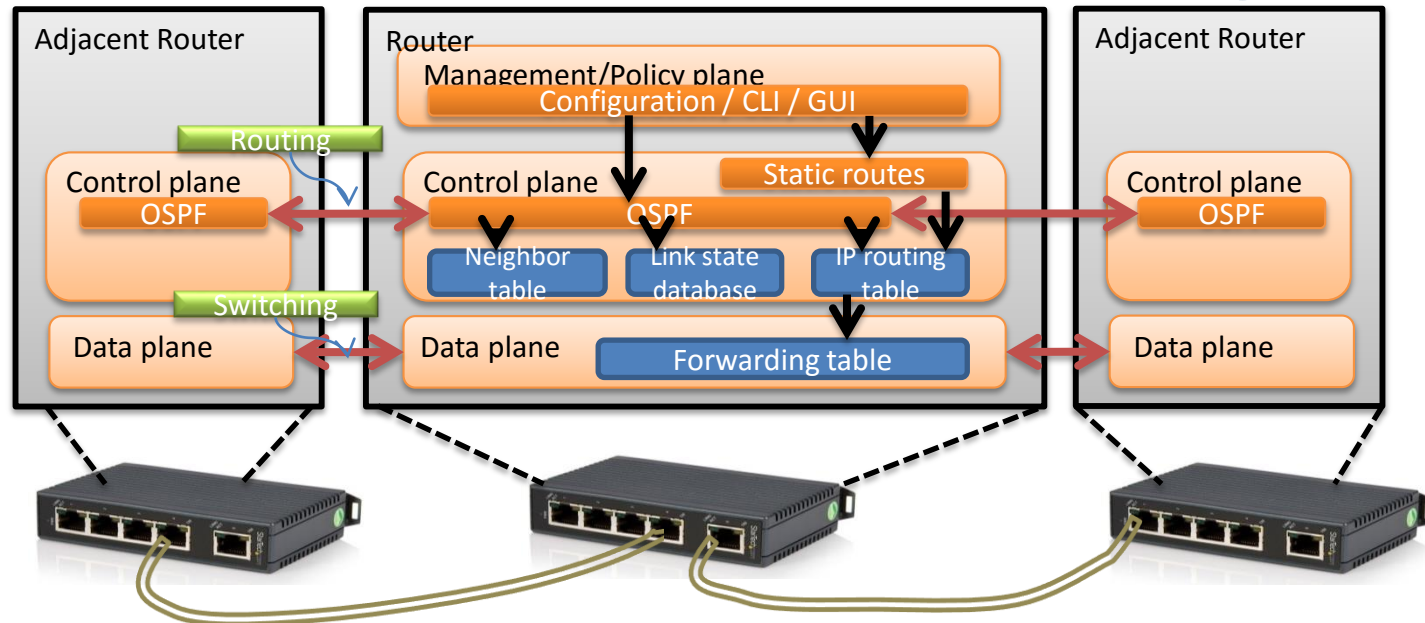 Adjacent Router
Router
Adjacent Router
Management/Policy plane
Configuration / CLI / GUI
Routing
Static routes
Control plane
Control plane
Control plane
OSPF
OSPF
OSPF
Neighbor
table
Link state
database
IP routing
table
Switching
Data plane
Data plane
Forwarding table
Data plane
StarTech.com